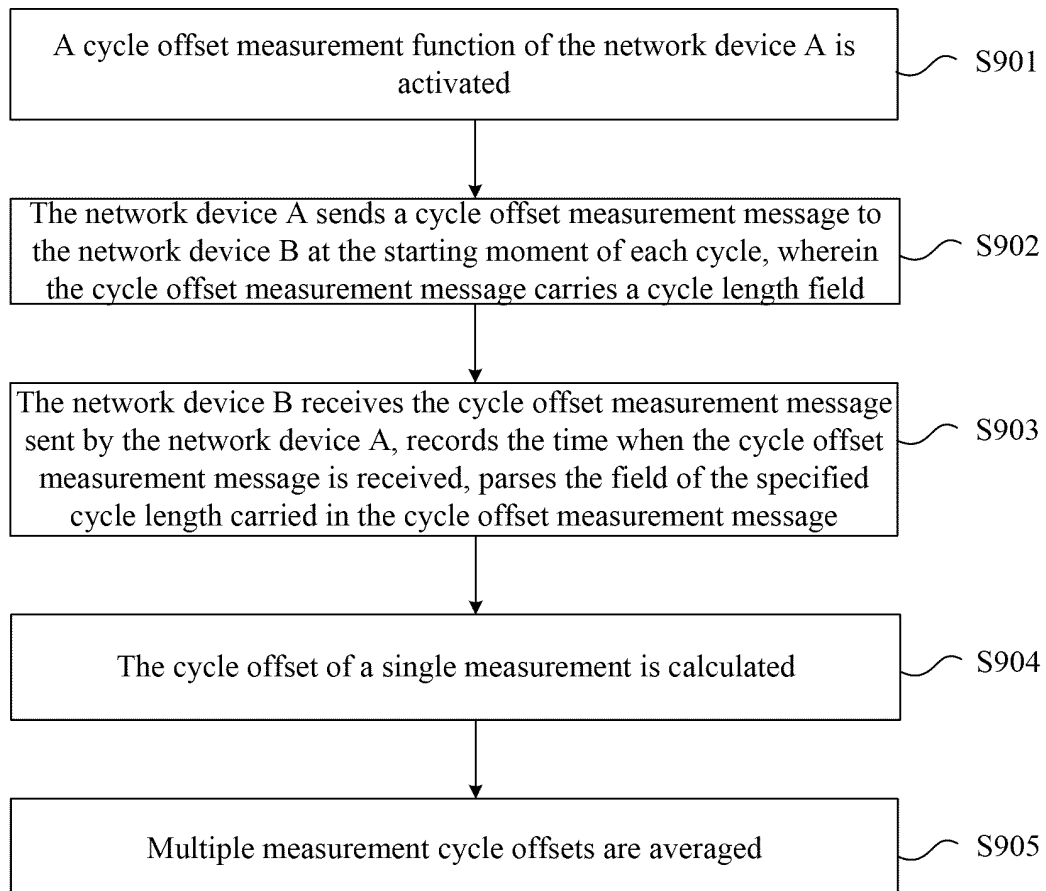 A cycle offset measurement function of the network device A is
activated
S901
The network device A sends a cycle offset measurement message to
the network device B at the starting moment of each cycle, wherein
the cycle offset measurement message carries a cycle length field
S902
The network device B receives the cycle offset measurement message
sent by the network device A, records the time when the cycle offset
measurement message is received, parses the field of the specified
cycle length carried in the cycle offset measurement message
S903
The cycle offset of a single measurement is calculated
S904
Multiple measurement cycle offsets are averaged
S905